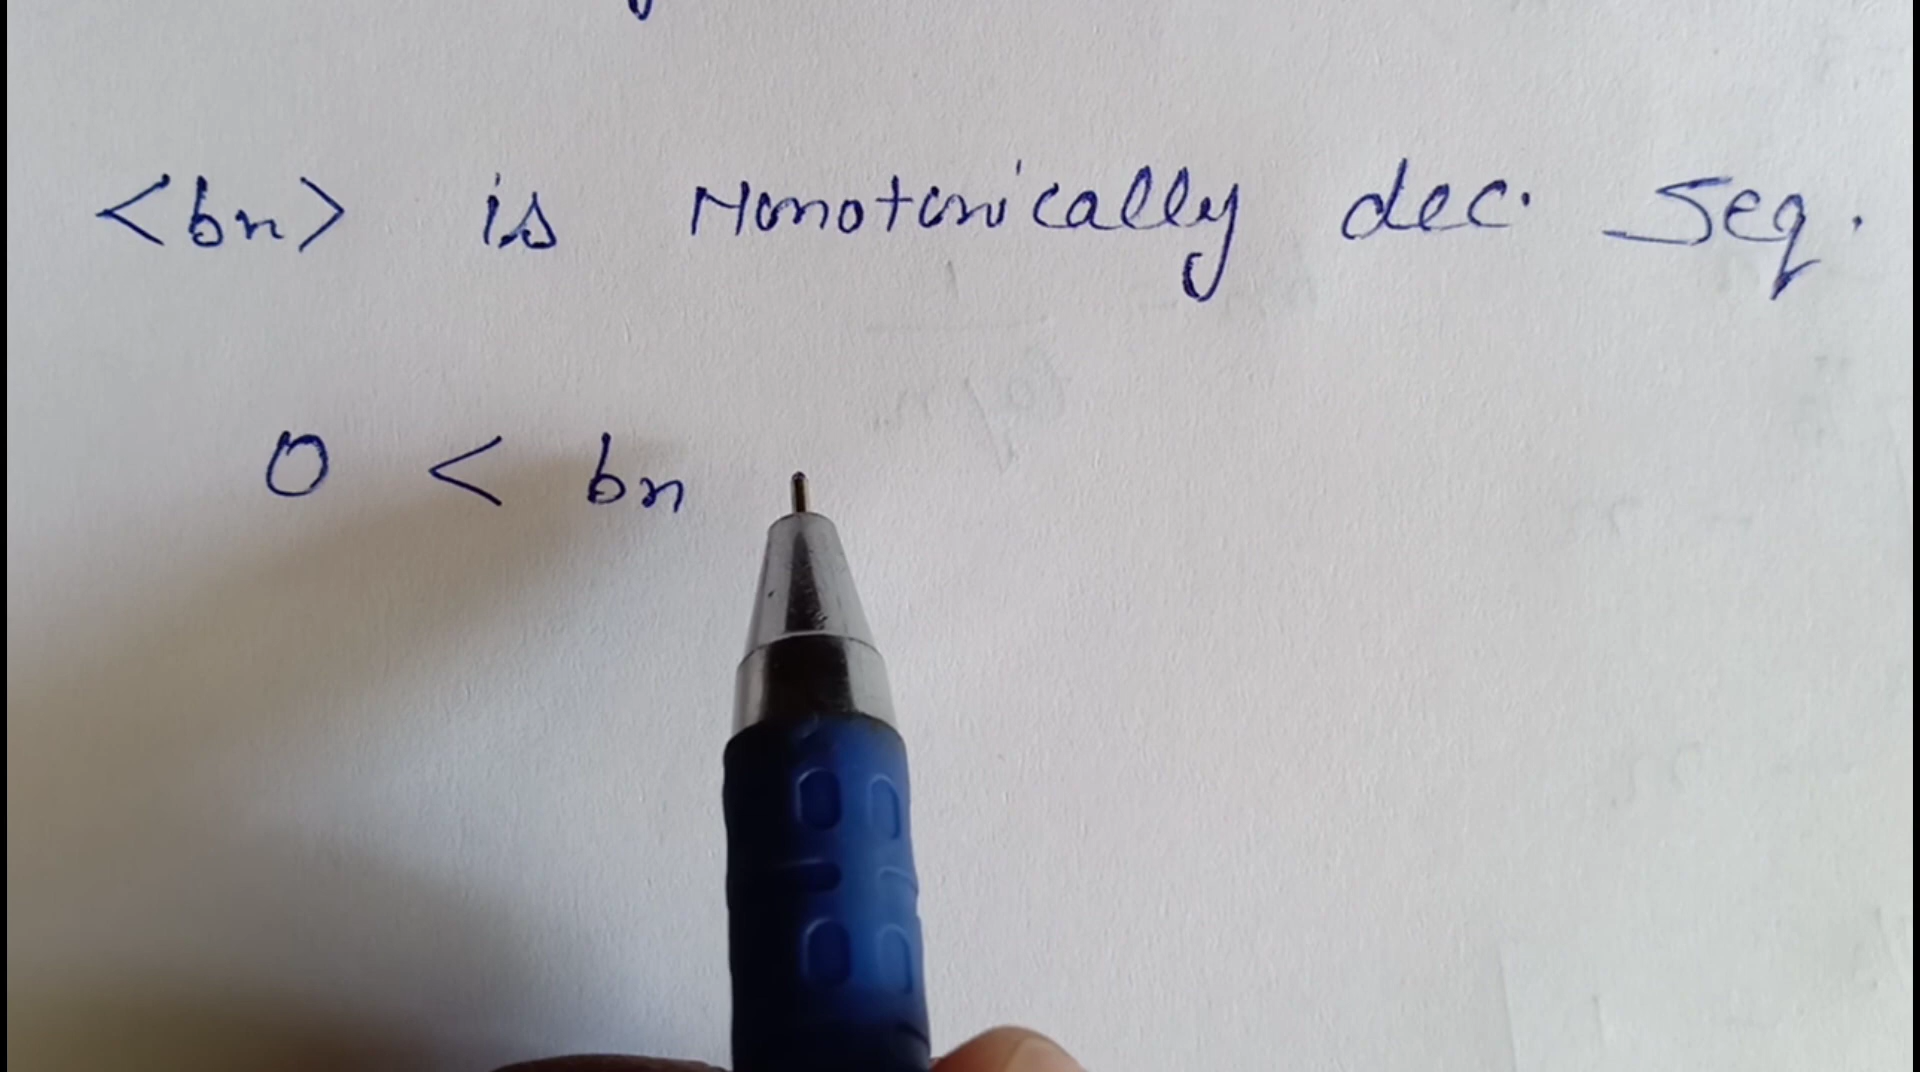 <bn> is Monotonically dec. Seq.
0 < bn